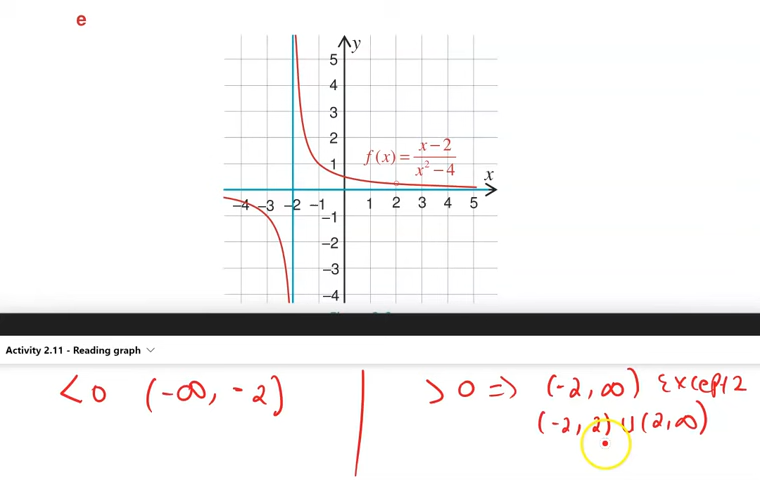 e
y
5
4
3
2
1
f(x) = x−2 / x² −4
x
−4 −3 −2 −1 1 2 3 4 5
−1
−2
−3
−4
Activity 2.11 - Reading graph
<0 (-∞, -2) >0 => (-2, ∞) Except 2
(-2, 2) ∪ (2, ∞)